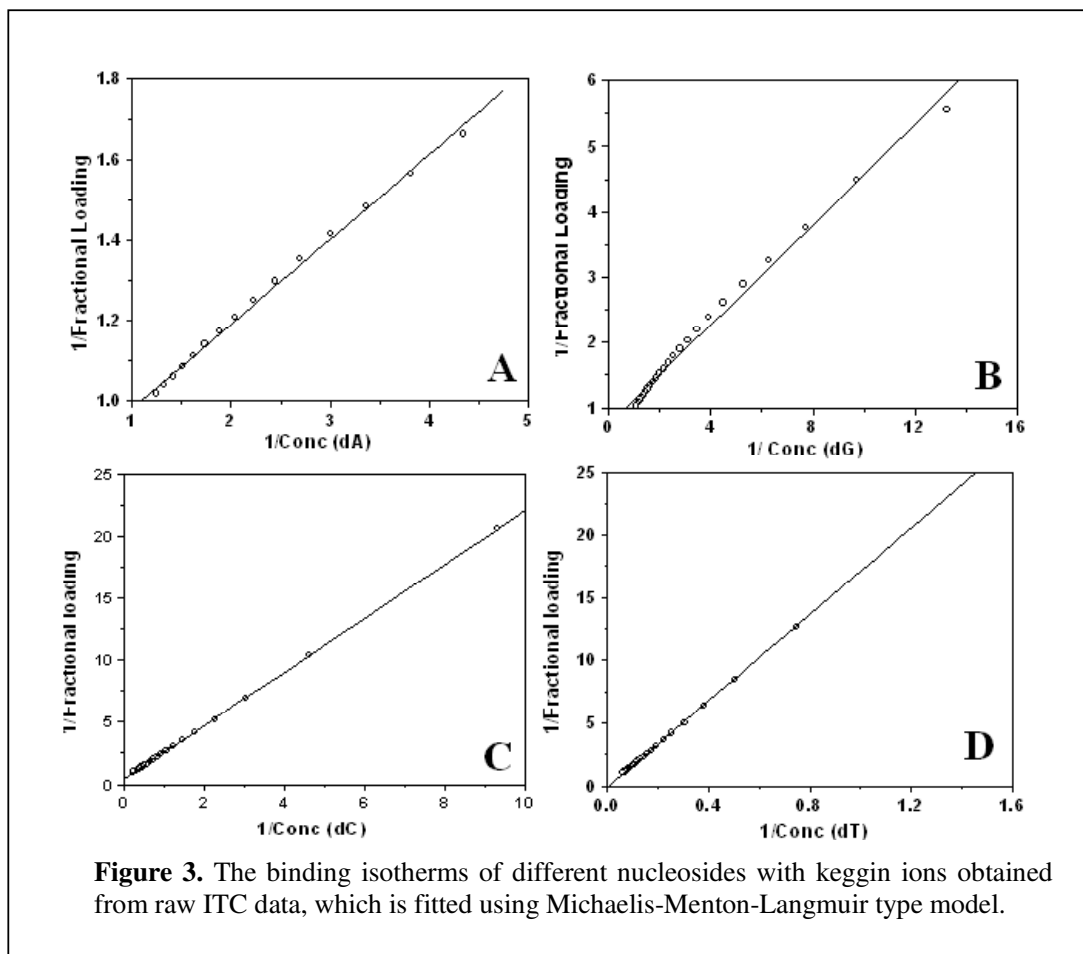 1.8
1.6
1.4
1.2
1.0
1/Fractional Loading
A
1 2 3 4 5
1/Conc (dA)
6
5
4
3
2
1
1/Fractional Loading
B
0 4 8 12 16
1/ Conc (dG)
25
20
15
10
5
0
1/Fractional loading
C
0 2 4 6 8 10
1/Conc (dC)
25
20
15
10
5
0
1/Fractional loading
D
0.0 0.4 0.8 1.2 1.6
1/Conc (dT)
Figure 3. The binding isotherms of different nucleosides with keggin ions obtained
from raw ITC data, which is fitted using Michaelis-Menton-Langmuir type model.